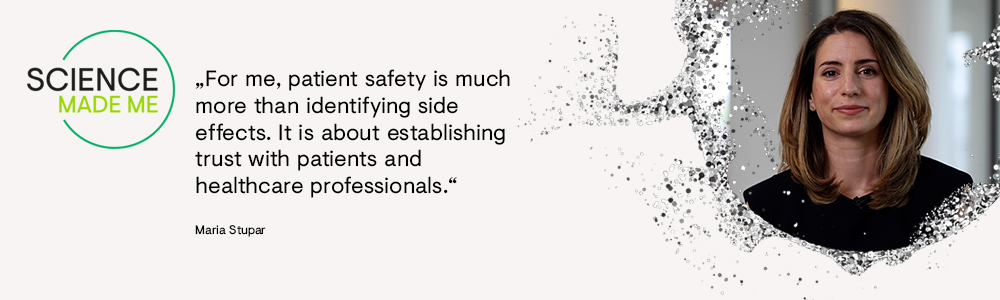 SCIENCE
MADE ME
„For me, patient safety is much
more than identifying side
effects. It is about establishing
trust with patients and
healthcare professionals.“
Maria Stupar